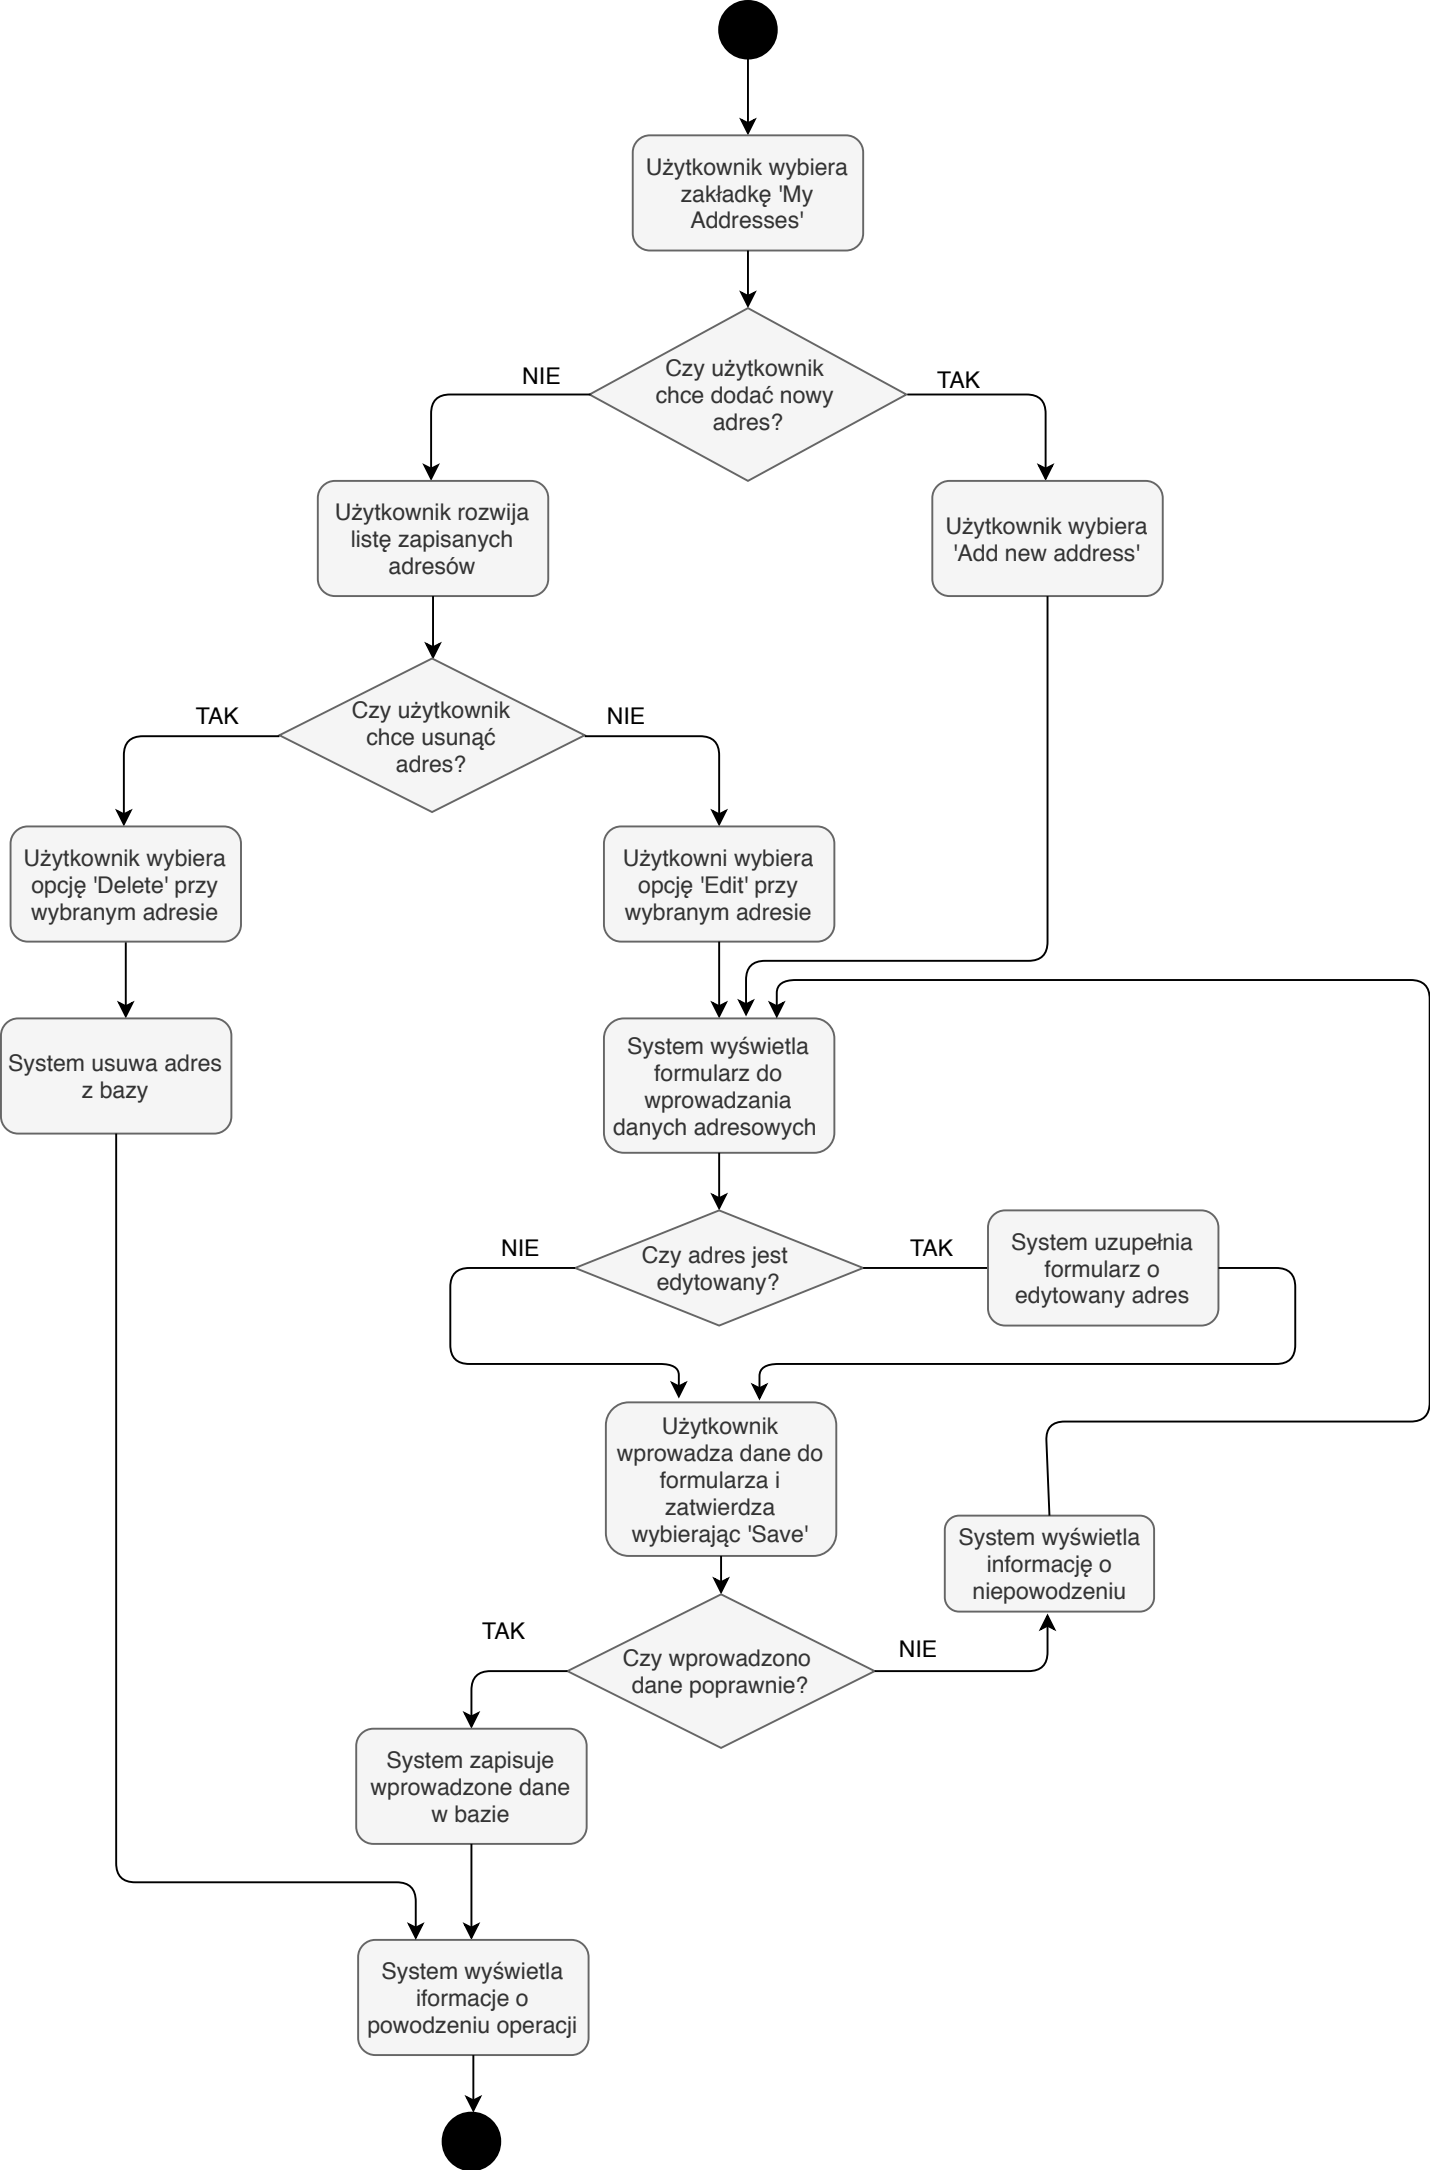 Użytkownik wybiera
zakładkę 'My
Addresses'
Czy użytkownik
chce dodać nowy
adres?
NIE
TAK
Użytkownik rozwija
listę zapisanych
adresów
Użytkownik wybiera
'Add new address'
Czy użytkownik
chce usunąć
adres?
TAK
NIE
Użytkownik wybiera
opcję 'Delete' przy
wybranym adresie
Użytkowni wybiera
opcję 'Edit' przy
wybranym adresie
System usuwa adres
z bazy
System wyświetla
formularz do
wprowadzania
danych adresowych
Czy adres jest
edytowany?
NIE
TAK
System uzupełnia
formularz o
edytowany adres
Użytkownik
wprowadza dane do
formularza i
zatwierdza
wybierając 'Save'
System wyświetla
informację o
niepowodzeniu
Czy wprowadzono
dane poprawnie?
TAK
NIE
System zapisuje
wprowadzone dane
w bazie
System wyświetla
iformacje o
powodzeniu operacji